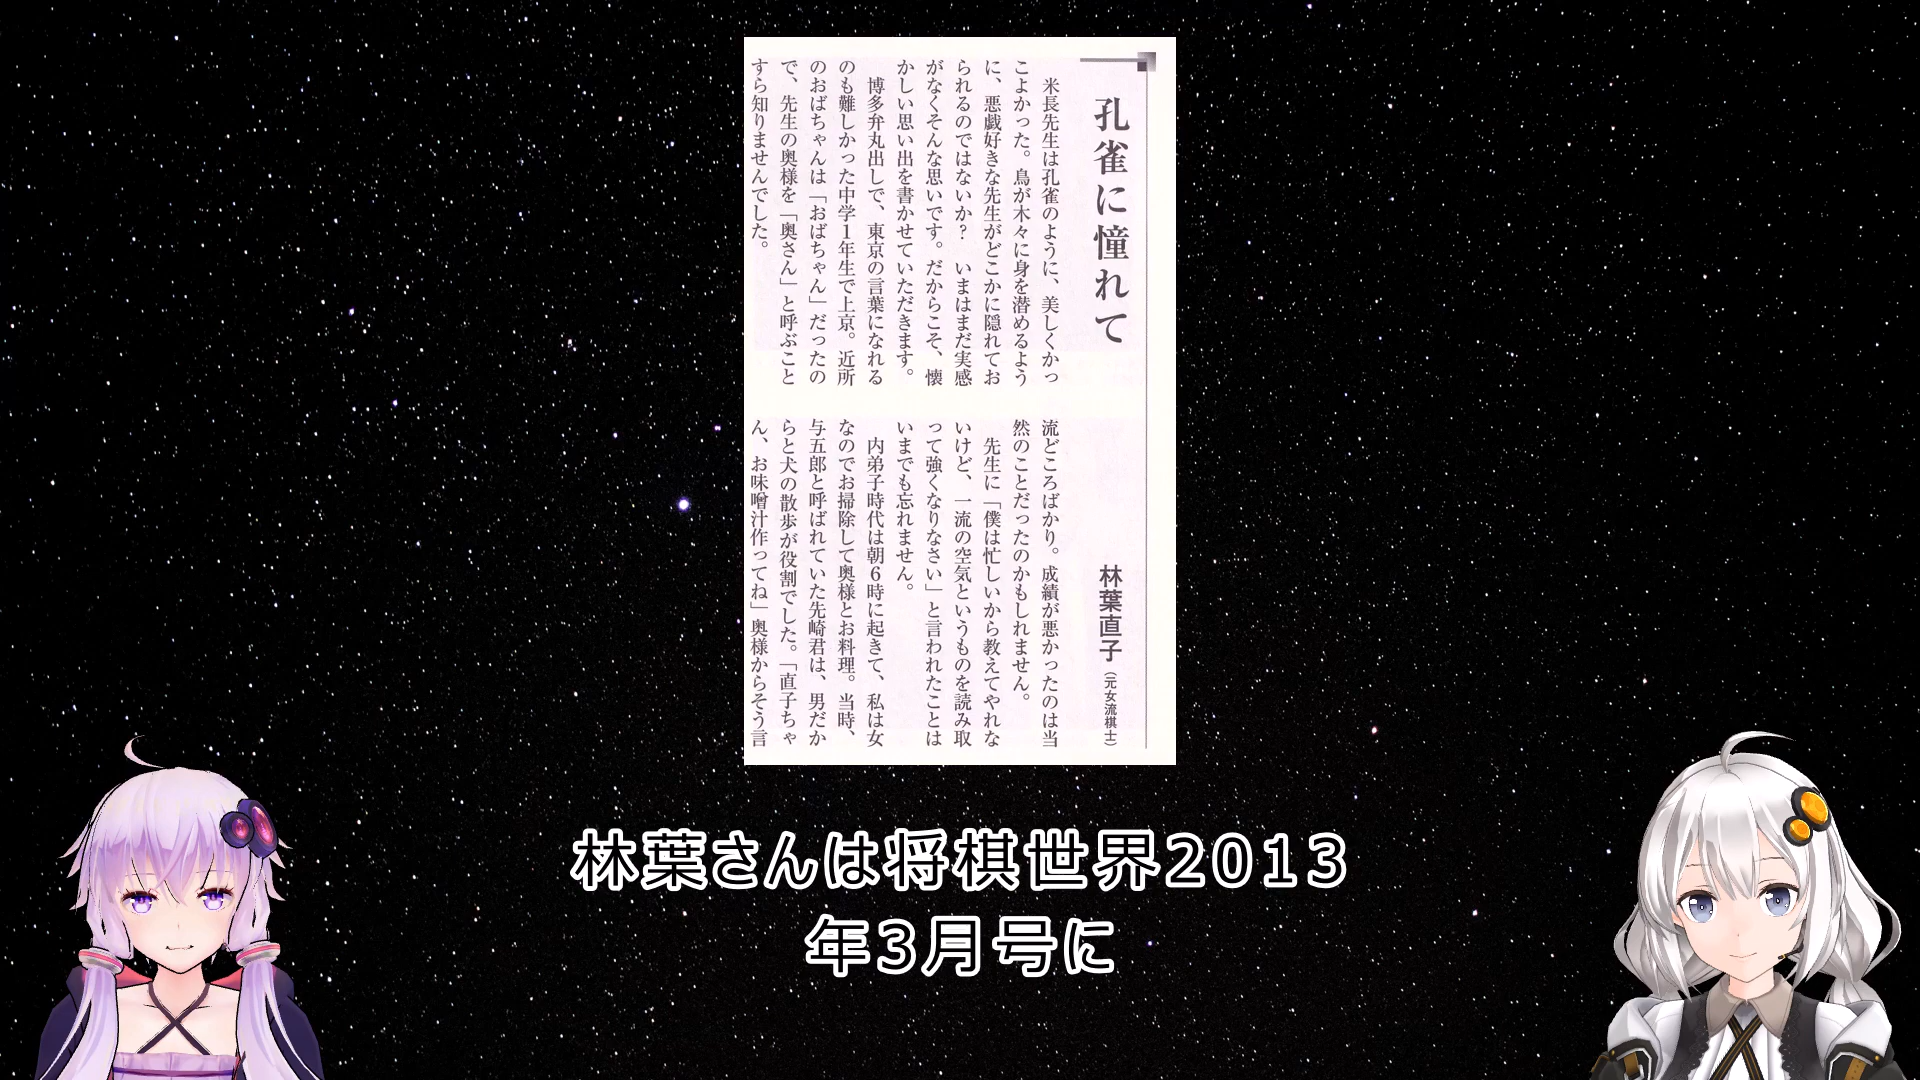 孔雀に憧れて
林葉直子（元女流棋士）
米長先生は孔雀のように、美しくかっ
こよかった。鳥が木々に身を潜めるよう
に、悪戯好きな先生がどこかに隠れてお
られるのではないか？　いまはまだ実感
がなくそんな思いです。だからこそ、懐
かしい思い出を書かせていただきます。
博多弁丸出しで、東京の言葉になれる
のも難しかった中学1年生で上京。近所
のおばちゃんは「おばちゃん」だったの
で、先生の奥様を「奥さん」と呼ぶこと
すら知りませんでした。
流どころばかり。成績が悪かったのは当
然のことだったのかもしれません。
先生に「僕は忙しいから教えてやれな
いけど、一流の空気というものを読み取
って強くなりなさい」と言われたことは
いまでも忘れません。
内弟子時代は朝6時に起きて、私は女
なのでお掃除して奥様とお料理。当時、
与五郎と呼ばれていた先崎君は、男だか
らと犬の散歩が役割でした。「直子ちゃ
ん、お味噌汁作ってね」奥様からそう言
林葉さんは将棋世界2013
年3月号に